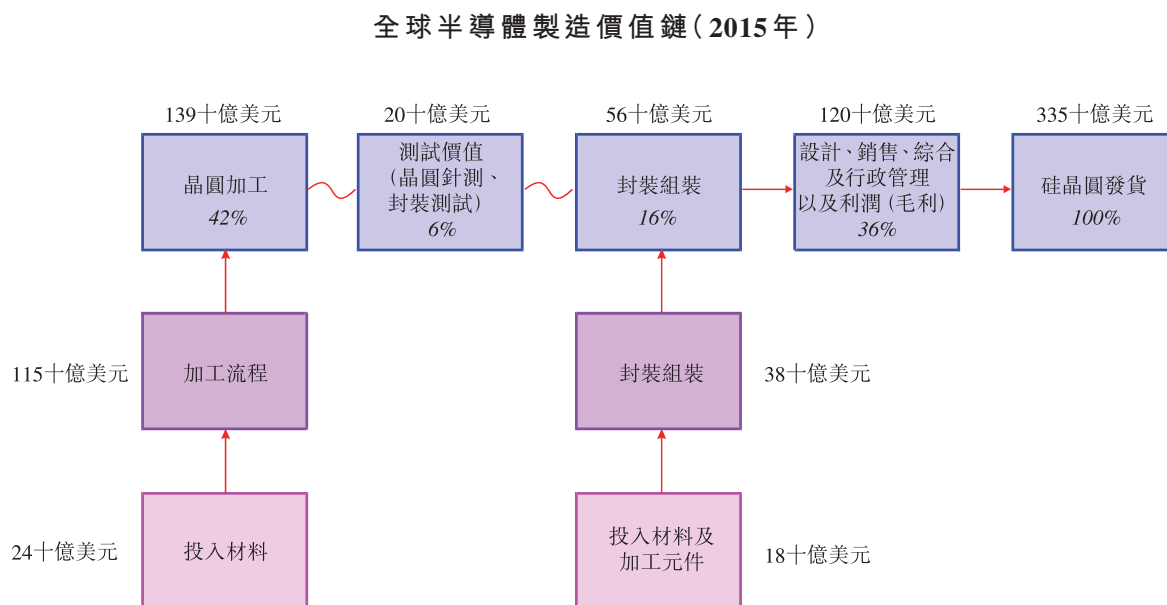 全球半導體製造價值鏈(2015年)
139十億美元
20十億美元
56十億美元
120十億美元
335十億美元
晶圓加工
42%
測試價值
(晶圓針測、
封裝測試)
6%
封裝組裝
16%
設計、銷售、綜合
及行政管理
以及利潤(毛利)
36%
硅晶圓發貨
100%
115十億美元
加工流程
封裝組裝
38十億美元
24十億美元
投入材料
投入材料及
加工元件
18十億美元